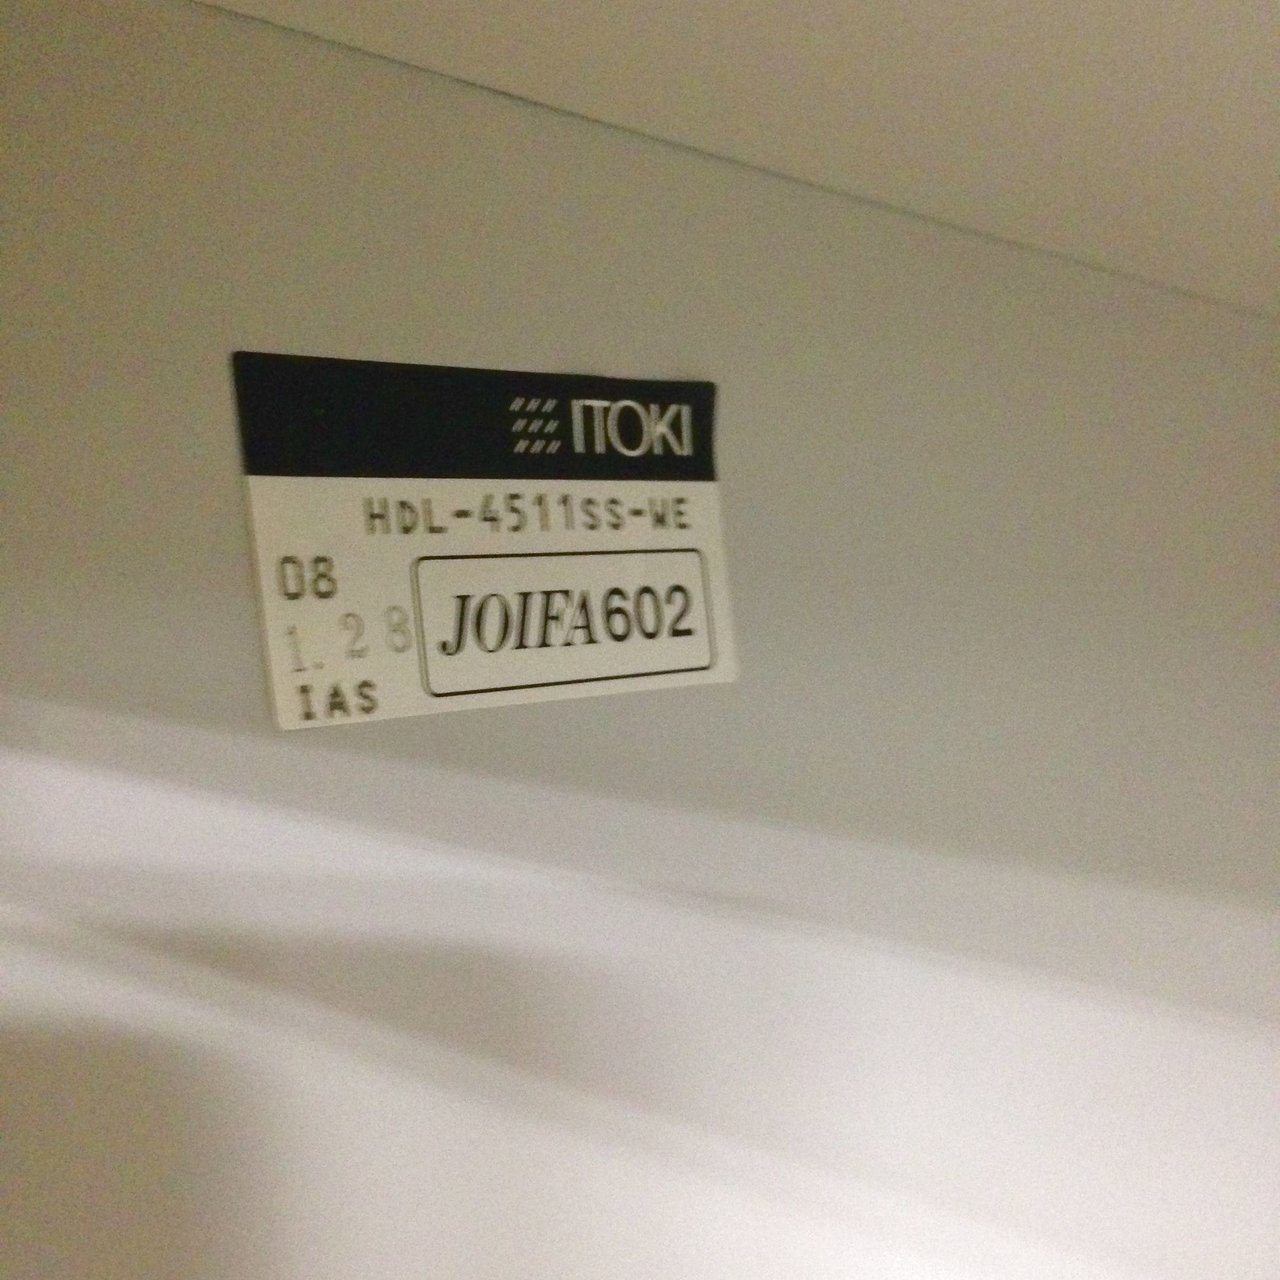 ITOKI
HDL-4511SS-WE
08
1. 28
IAS
JOIFA602